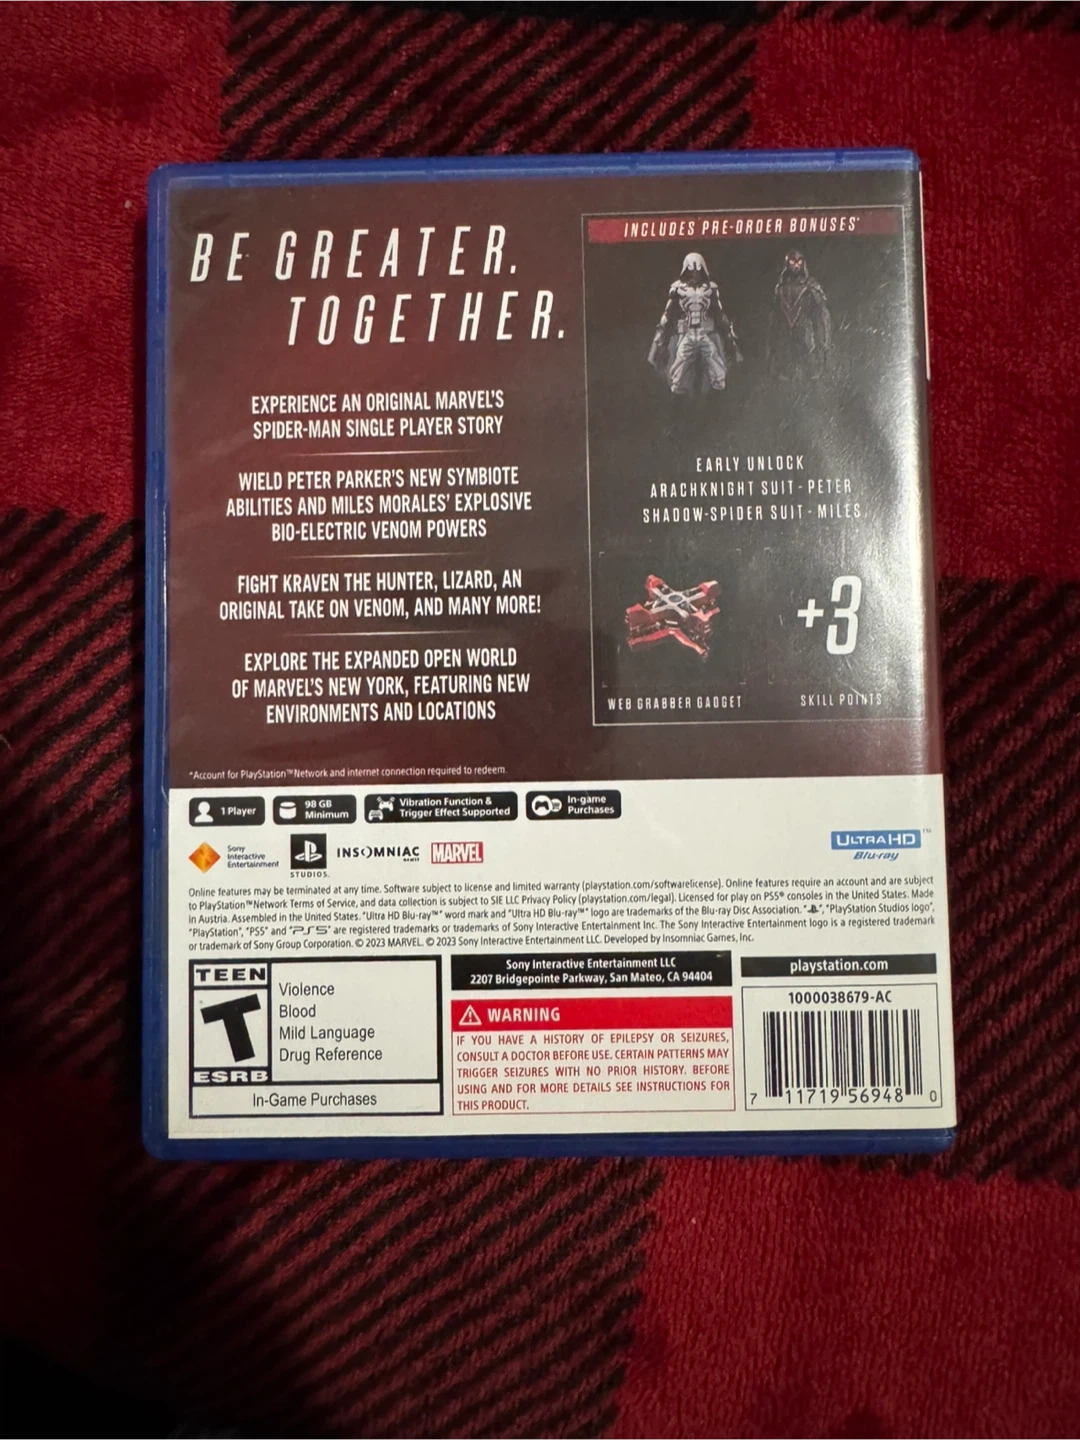 BE GREATER.
TOGETHER.
EXPERIENCE AN ORIGINAL MARVEL'S
SPIDER-MAN SINGLE PLAYER STORY
WIELD PETER PARKER'S NEW SYMBIOTE
ABILITIES AND MILES MORALES' EXPLOSIVE
BIO-ELECTRIC VENOM POWERS
FIGHT KRAVEN THE HUNTER, LIZARD, AN
ORIGINAL TAKE ON VENOM, AND MANY MORE!
EXPLORE THE EXPANDED OPEN WORLD
OF MARVEL'S NEW YORK, FEATURING NEW
ENVIRONMENTS AND LOCATIONS
INCLUDES PRE-ORDER BONUSES*
EARLY UNLOCK
ARACHKNIGHT SUIT - PETER
SHADOW-SPIDER SUIT - MILES
+3
WEB GRABBER GADGET
SKILL POINTS
*Account for PlayStation™Network and internet connection required to redeem.
1 Player
98 GB
Minimum
Vibration Function &
Trigger Effect Supported
In-game
Purchases
Sony
Interactive
Entertainment
STUDIOS.
INSOMNIAC
GAMES
MARVEL
ULTRA HD™
Blu-ray
Online features may be terminated at any time. Software subject to license and limited warranty (playstation.com/softwarelicense). Online features require an account and are subject
to PlayStation™Network Terms of Service, and data collection is subject to SIE LLC Privacy Policy (playstation.com/legal). Licensed for play on PS5® consoles in the United States. Made
in Austria. Assembled in the United States. "Ultra HD Blu-ray™" word mark and "Ultra HD Blu-ray™" logo are trademarks of the Blu-ray Disc Association. "", "PlayStation Studios logo",
"PlayStation", "PS5" and "PS5" are registered trademarks or trademarks of Sony Interactive Entertainment Inc. The Sony Interactive Entertainment logo is a registered trademark
or trademark of Sony Group Corporation. © 2023 MARVEL. © 2023 Sony Interactive Entertainment LLC. Developed by Insomniac Games, Inc.
TEEN
T
ESRB
Violence
Blood
Mild Language
Drug Reference
In-Game Purchases
Sony Interactive Entertainment LLC
2207 Bridgepointe Parkway, San Mateo, CA 94404
WARNING
IF YOU HAVE A HISTORY OF EPILEPSY OR SEIZURES,
CONSULT A DOCTOR BEFORE USE. CERTAIN PATTERNS MAY
TRIGGER SEIZURES WITH NO PRIOR HISTORY. BEFORE
USING AND FOR MORE DETAILS SEE INSTRUCTIONS FOR
THIS PRODUCT.
playstation.com
1000038679-AC
7 11719 56948 0